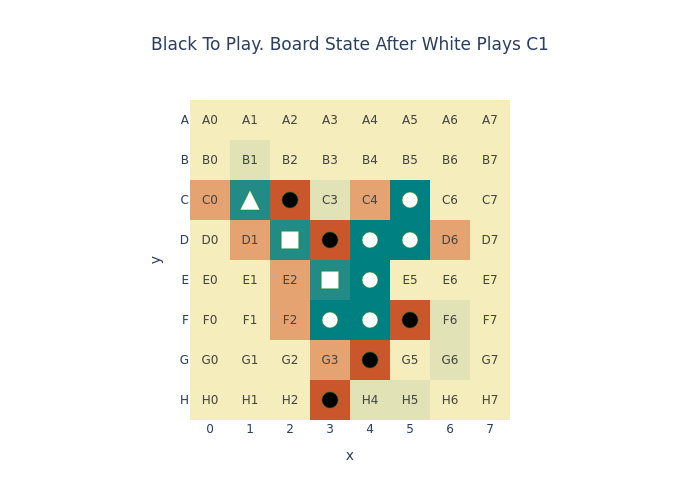 Black To Play. Board State After White Plays C1
A A0 A1 A2 A3 A4 A5 A6 A7
B B0 B1 B2 B3 B4 B5 B6 B7
C C0 C3 C4 C6 C7
D D0 D1 D6 D7
y
E E0 E1 E2 E5 E6 E7
F F0 F1 F2 F6 F7
G G0 G1 G2 G3 G5 G6 G7
H H0 H1 H2 H4 H5 H6 H7
0 1 2 3 4 5 6 7
x